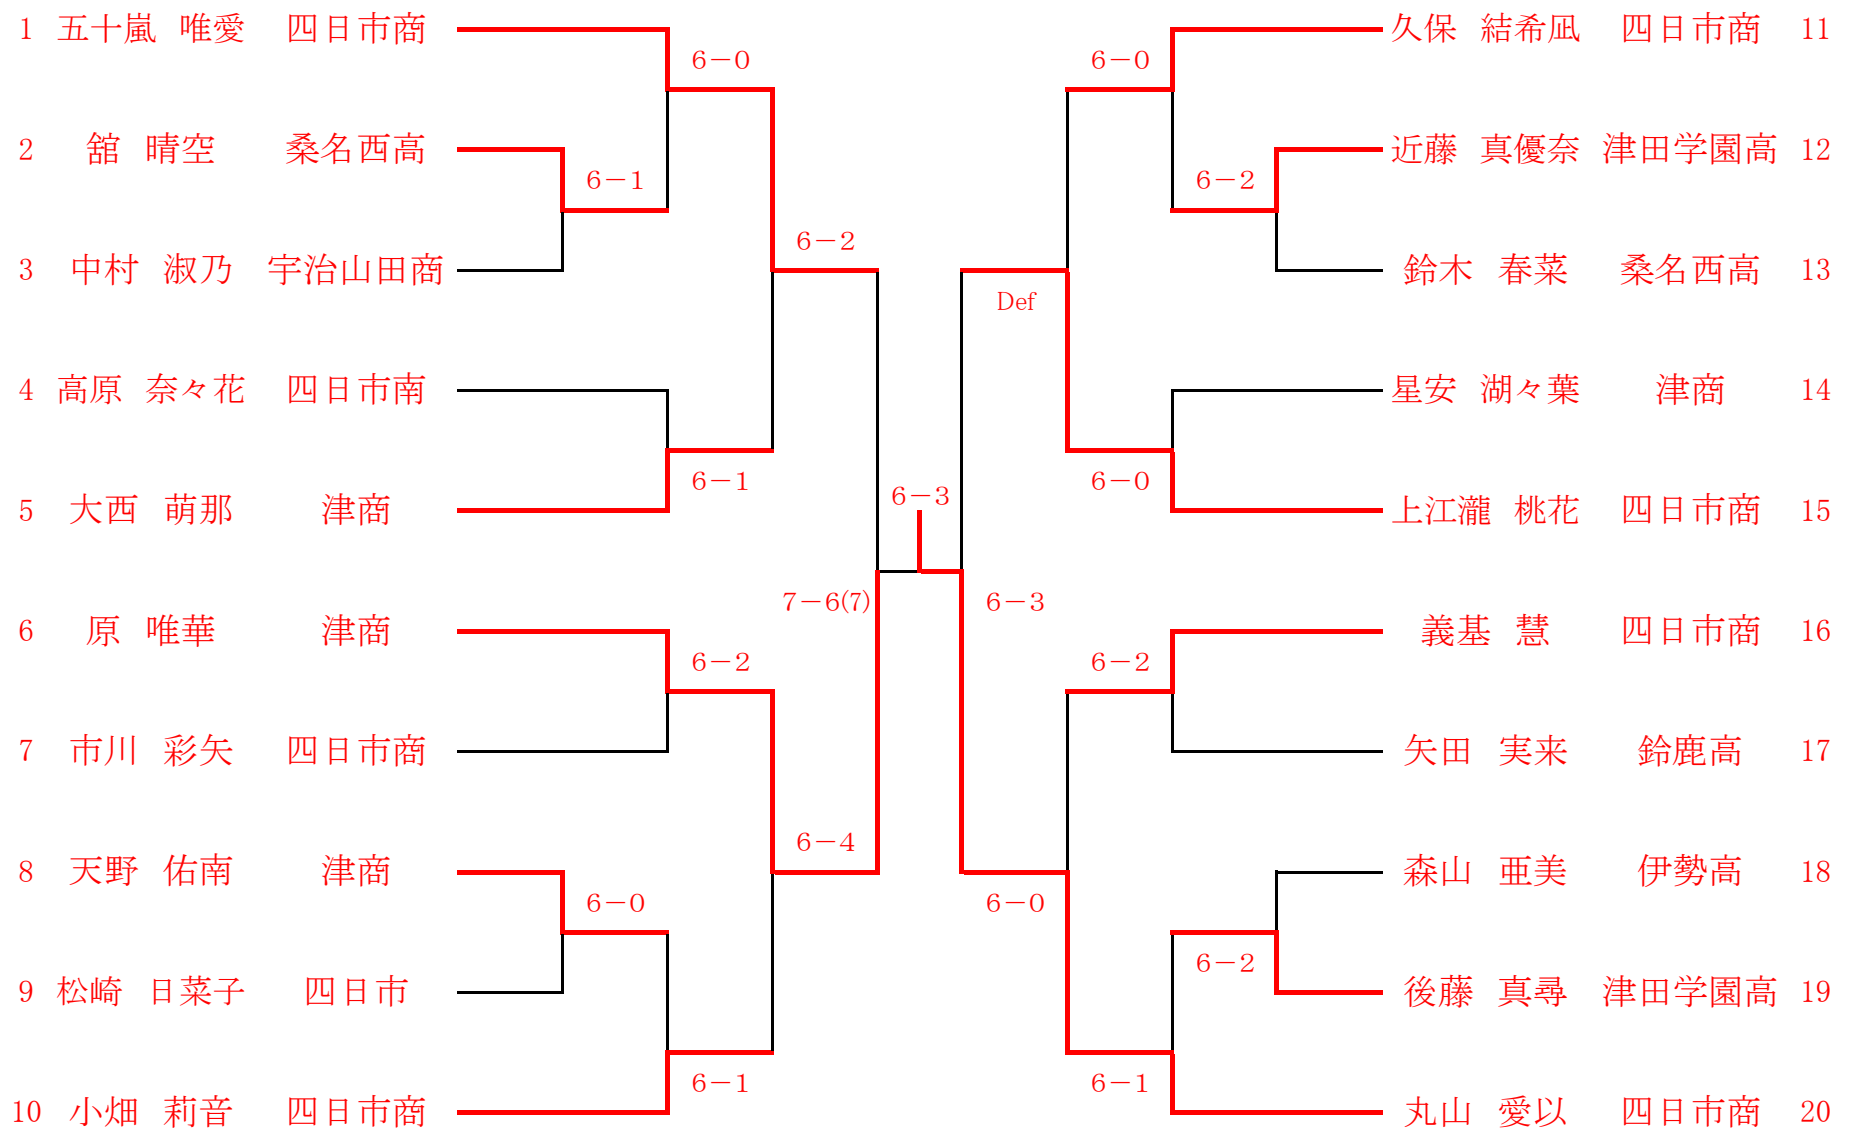 1 五十嵐 唯愛 四日市商
6－0
2 舘 晴空 桑名西高
6－1
3 中村 淑乃 宇治山田商
6－2
4 高原 奈々花 四日市南
6－1
5 大西 萌那 津商
6－3
7－6(7)
6 原 唯華 津商
6－2
7 市川 彩矢 四日市商
6－4
8 天野 佑南 津商
6－0
9 松崎 日菜子 四日市
6－1
10 小畑 莉音 四日市商
久保 結希凪 四日市商 11
6－0
近藤 真優奈 津田学園高 12
6－2
鈴木 春菜 桑名西高 13
Def
星安 湖々葉 津商 14
6－0
上江瀧 桃花 四日市商 15
6－3
義基 慧 四日市商 16
6－2
矢田 実来 鈴鹿高 17
森山 亜美 伊勢高 18
6－0
6－2
後藤 真尋 津田学園高 19
6－1
丸山 愛以 四日市商 20